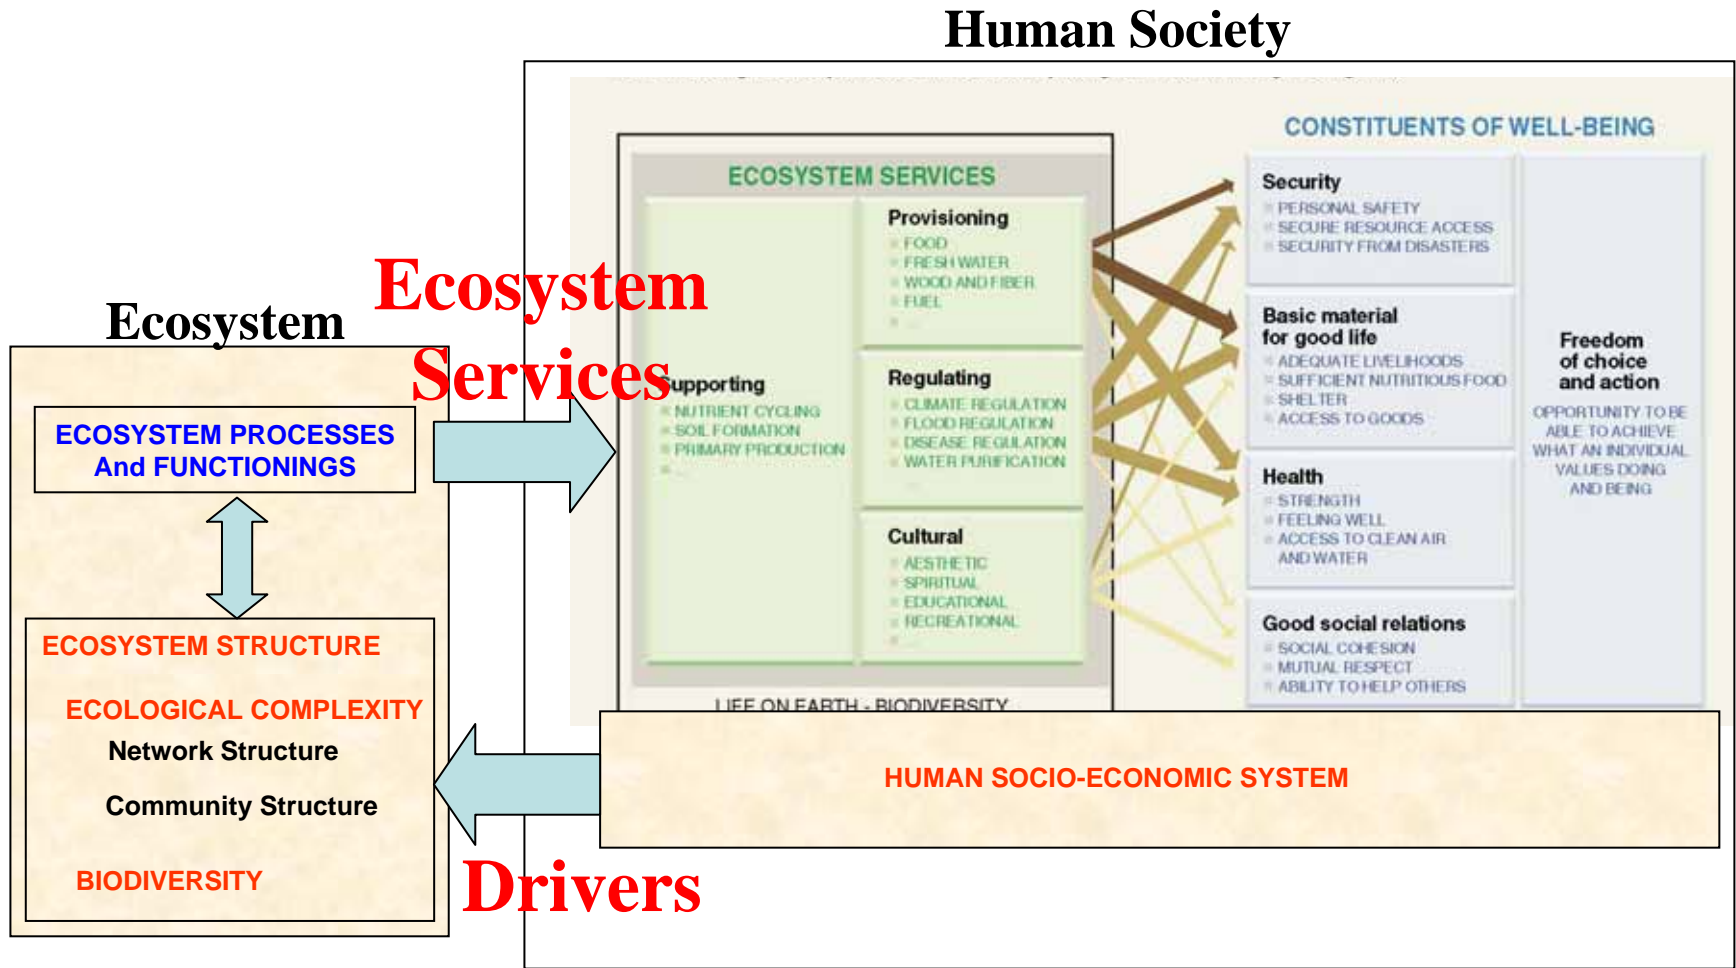 Human Society
CONSTITUENTS OF WELL-BEING
ECOSYSTEM SERVICES
Supporting
NUTRIENT CYCLING
SOIL FORMATION
PRIMARY PRODUCTION
...
Provisioning
FOOD
FRESH WATER
WOOD AND FIBER
FUEL
...
Regulating
CLIMATE REGULATION
FLOOD REGULATION
DISEASE REGULATION
WATER PURIFICATION
...
Cultural
AESTHETIC
SPIRITUAL
EDUCATIONAL
RECREATIONAL
...
LIFE ON EARTH - BIODIVERSITY
Security
PERSONAL SAFETY
SECURE RESOURCE ACCESS
SECURITY FROM DISASTERS
Basic material
for good life
ADEQUATE LIVELIHOODS
SUFFICIENT NUTRITIOUS FOOD
SHELTER
ACCESS TO GOODS
Health
STRENGTH
FEELING WELL
ACCESS TO CLEAN AIR
AND WATER
Good social relations
SOCIAL COHESION
MUTUAL RESPECT
ABILITY TO HELP OTHERS
Freedom
of choice
and action
OPPORTUNITY TO BE
ABLE TO ACHIEVE
WHAT AN INDIVIDUAL
VALUES DOING
AND BEING
Ecosystem
Services
Ecosystem
ECOSYSTEM PROCESSES
And FUNCTIONINGS
ECOSYSTEM STRUCTURE
ECOLOGICAL COMPLEXITY
Network Structure
Community Structure
BIODIVERSITY
HUMAN SOCIO-ECONOMIC SYSTEM
Drivers